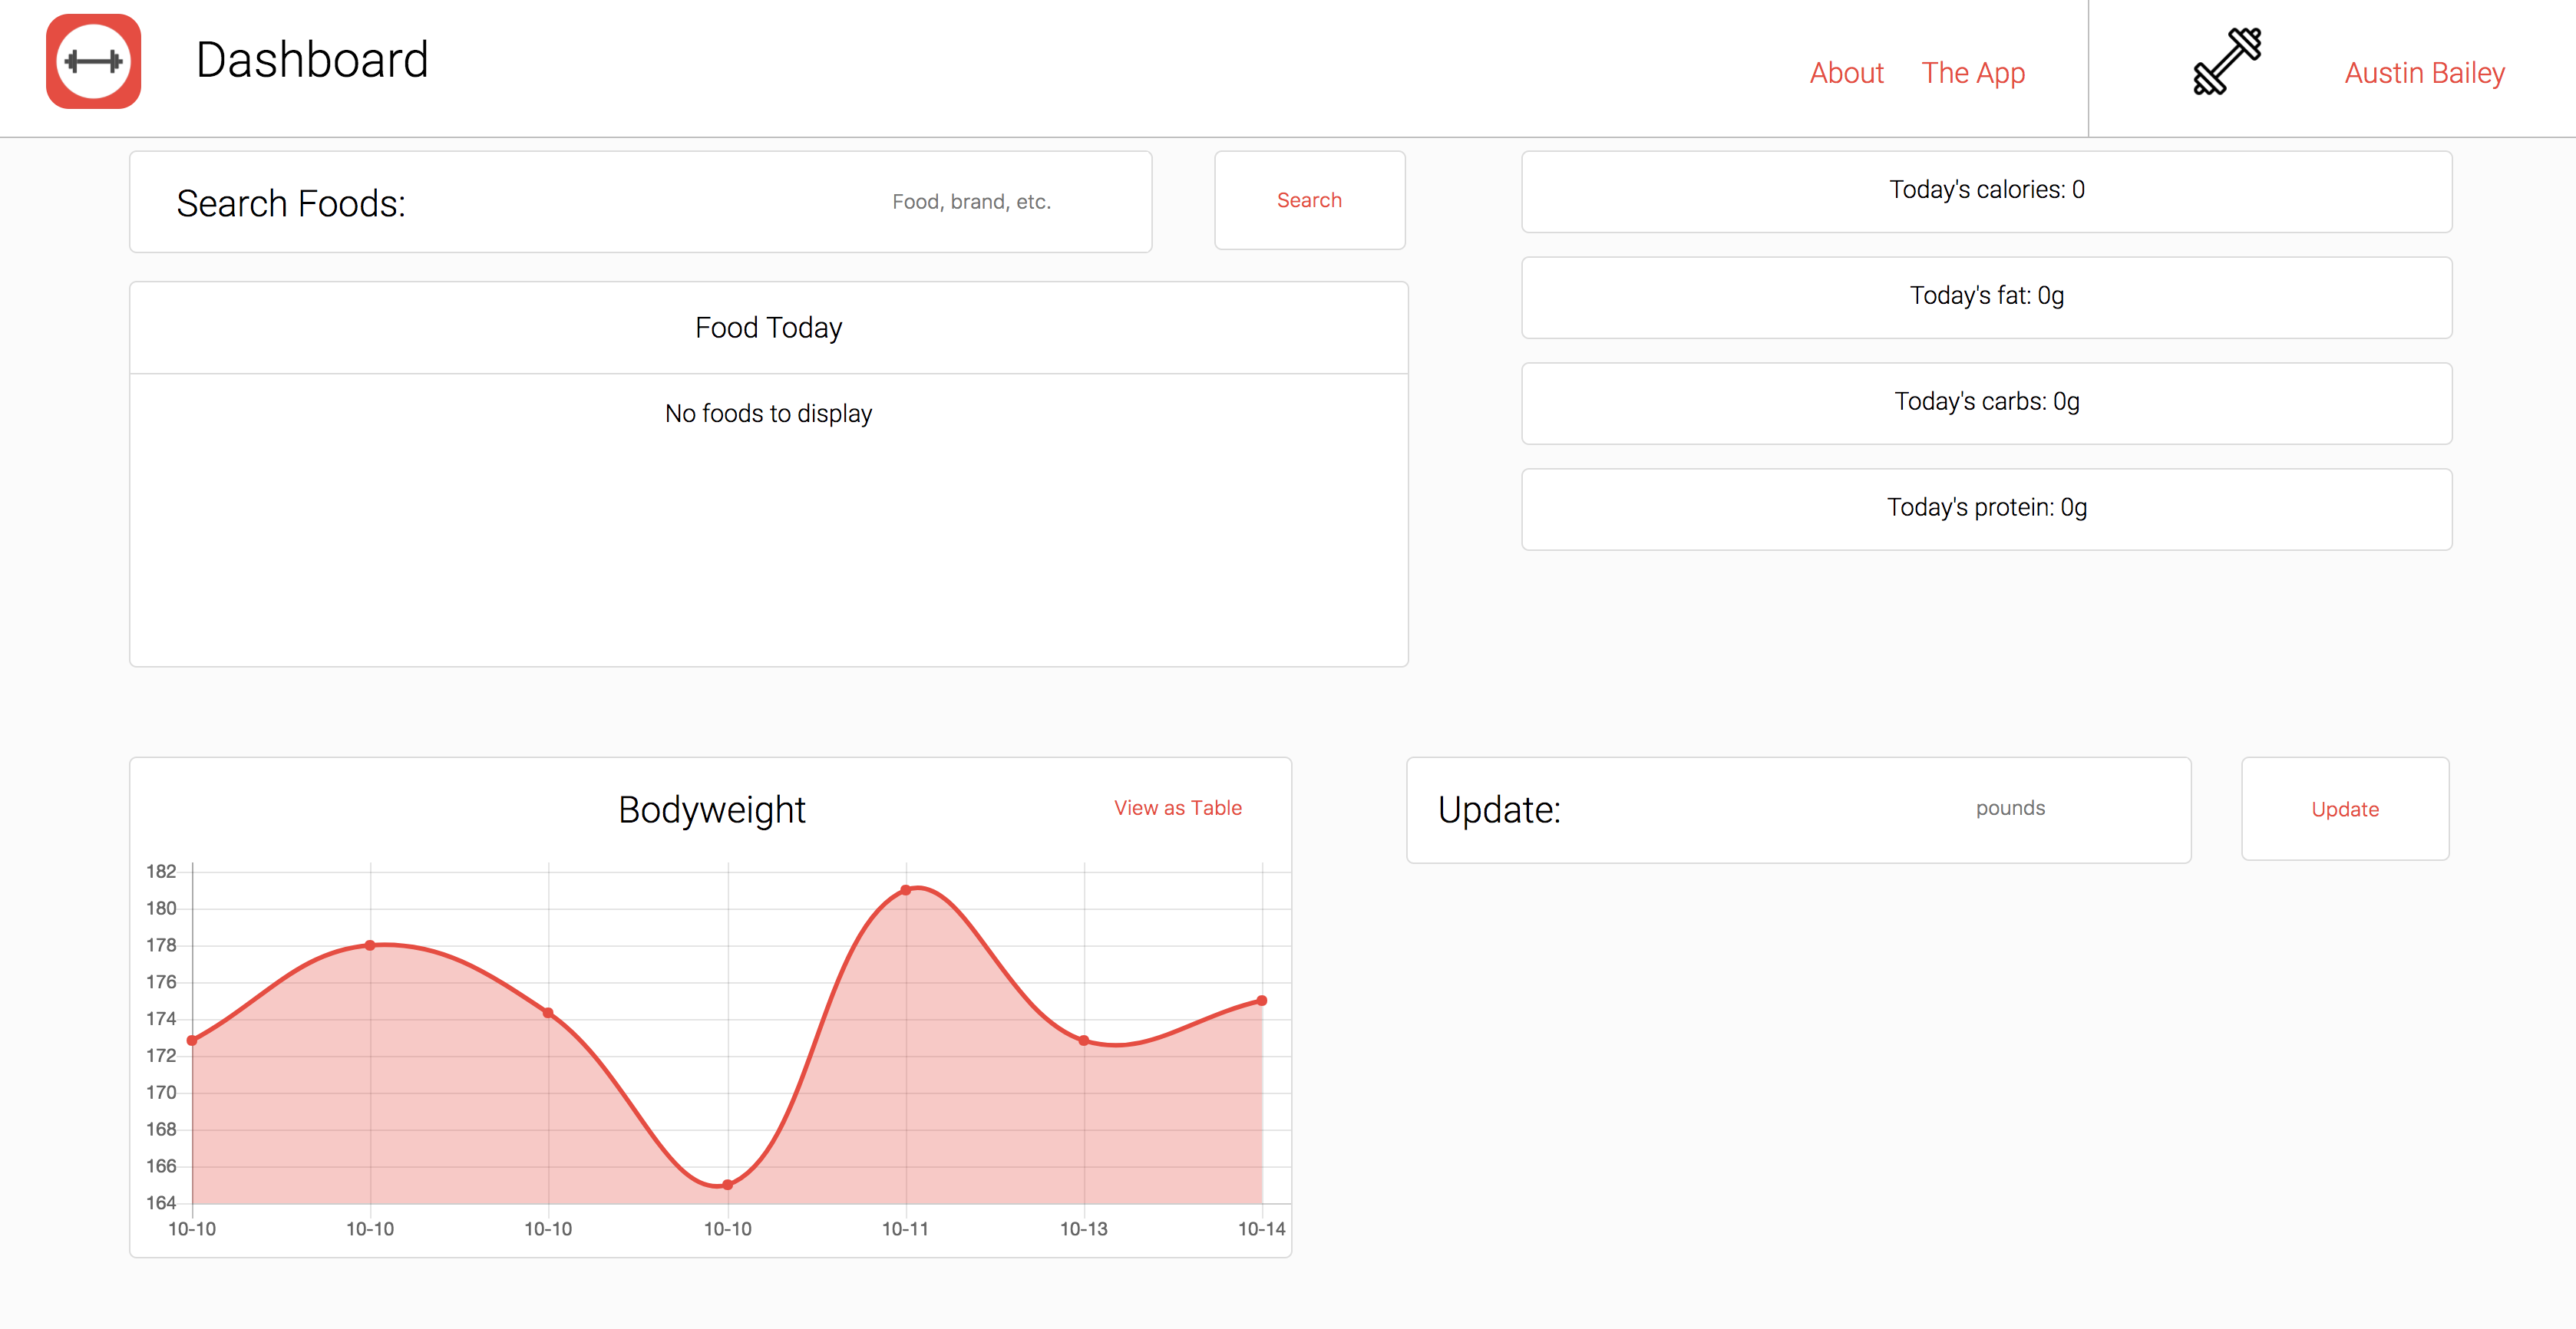 Dashboard
About
The App
Austin Bailey
Search Foods:
Food, brand, etc.
Search
Food Today
No foods to display
Today's calories: 0
Today's fat: 0g
Today's carbs: 0g
Today's protein: 0g
Bodyweight
View as Table
182
180
178
176
174
172
170
168
166
164
10-10
10-10
10-10
10-10
10-11
10-13
10-14
Update:
pounds
Update